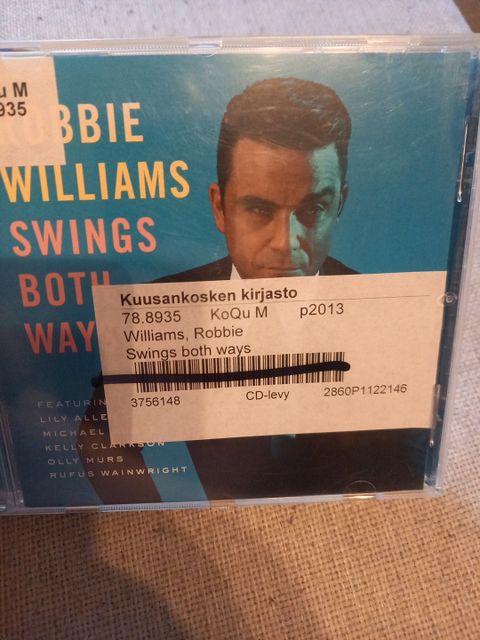 u M
935
ROBBIE
WILLIAMS
SWINGS
BOTH
WAY
Kuusankosken kirjasto
78.8935 KoQu M p2013
Williams, Robbie
Swings both ways
3756148 CD-levy 2860P1122146
FEATURIN
LILY ALLE
MICHAEL
KELLY CLARKSON
OLLY MURS
RUFUS WAINWRIGHT